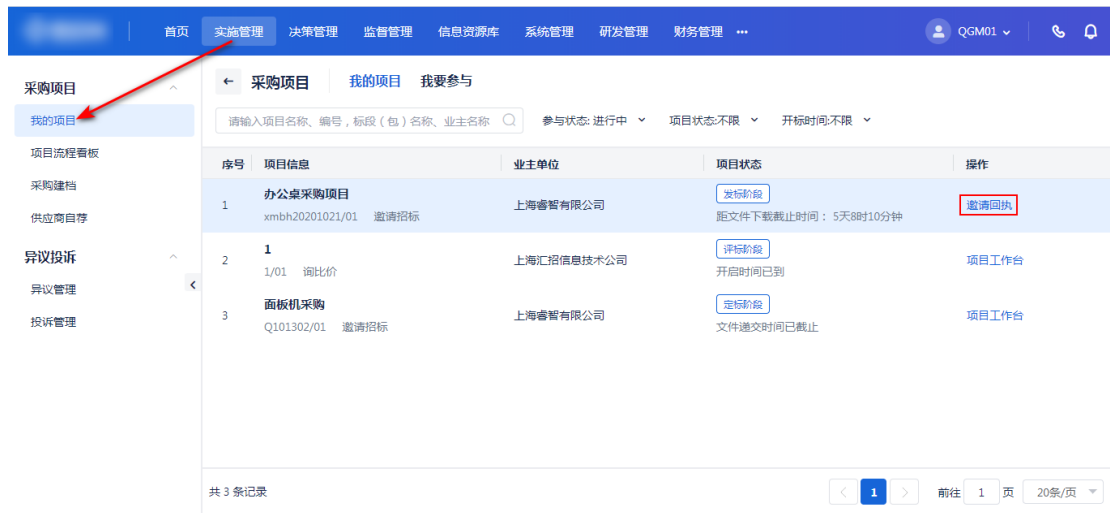 首页 实施管理 决策管理 监督管理 信息资源库 系统管理 研发管理 财务管理 ••• QGM01
采购项目
我的项目
项目流程看板
采购建档
供应商自荐
异议投诉
异议管理
投诉管理
← 采购项目 我的项目 我要参与
请输入项目名称、编号，标段（包）名称、业主名称 参与状态: 进行中 项目状态:不限 开标时间:不限
序号 项目信息 业主单位 项目状态 操作
1 办公桌采购项目 上海睿智有限公司 发标阶段 邀请回执
xmbh20201021/01 邀请招标 距文件下载截止时间： 5天8时10分钟
2 1 上海汇招信息技术公司 评标阶段 项目工作台
1/01 询比价 开启时间已到
3 面板机采购 上海睿智有限公司 定标阶段 项目工作台
Q101302/01 邀请招标 文件递交时间已截止
共 3 条记录 < 1 > 前往 1 页 20条/页